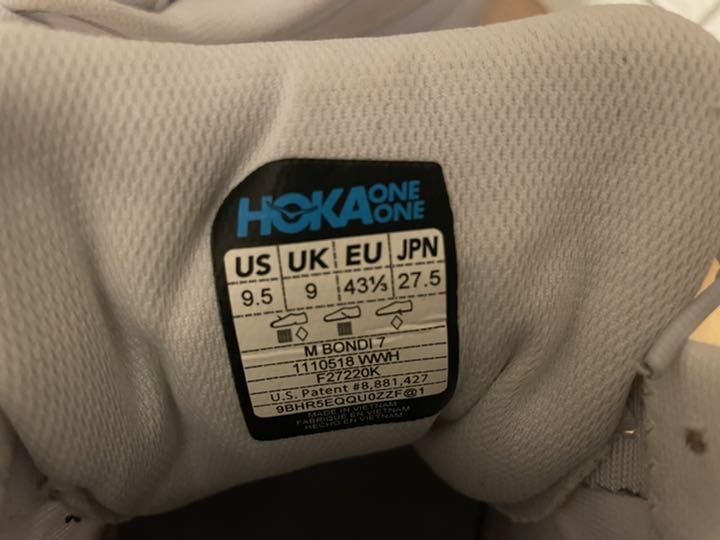 HOKA ONE ONE
US UK EU JPN
9.5 9 43⅓ 27.5
M BONDI 7
1110518 WWH
F27220K
U.S. Patent #8,881,427
9BHR5EQQU0ZZF@1
MADE IN VIETNAM
FABRIQUE EN VIETNAM
HECHO EN VIETNAM